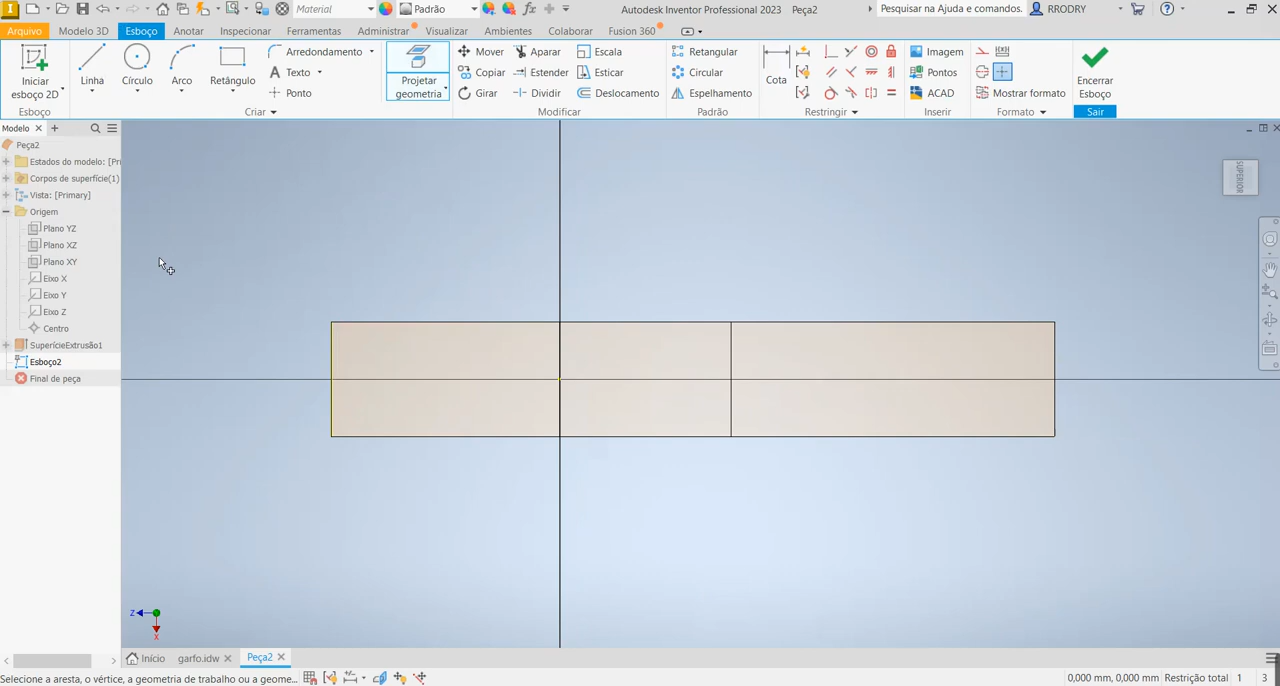 Material Padrão fx Autodesk Inventor Professional 2023 Peça2 Pesquisar na Ajuda e comandos. RRODRY
Arquivo Modelo 3D Esboço Anotar Inspecionar Ferramentas Administrar Visualizar Ambientes Colaborar Fusion 360
Iniciar esboço 2D
Linha Círculo Arco Retângulo
Arredondamento
Texto
Ponto
Projetar geometria
Mover Aparar Escala
Copiar Estender Esticar
Girar Dividir Deslocamento
Retangular
Circular
Espelhamento
Cota
Imagem
Pontos
ACAD
Mostrar formato
Encerrar Esboço
Esboço Criar Modificar Padrão Restringir Inserir Formato Sair
Modelo
Peça2
Estados do modelo: [Pri
Corpos de superfície(1)
Vista: [Primary]
Origem
Plano YZ
Plano XZ
Plano XY
Eixo X
Eixo Y
Eixo Z
Centro
SuperícieExtrusão1
Esboço2
Final de peça
SUPERIOR
Z
X
Início garfo.idw Peça2
Selecione a aresta, o vértice, a geometria de trabalho ou a geome... 0,000 mm, 0,000 mm Restrição total 1 3